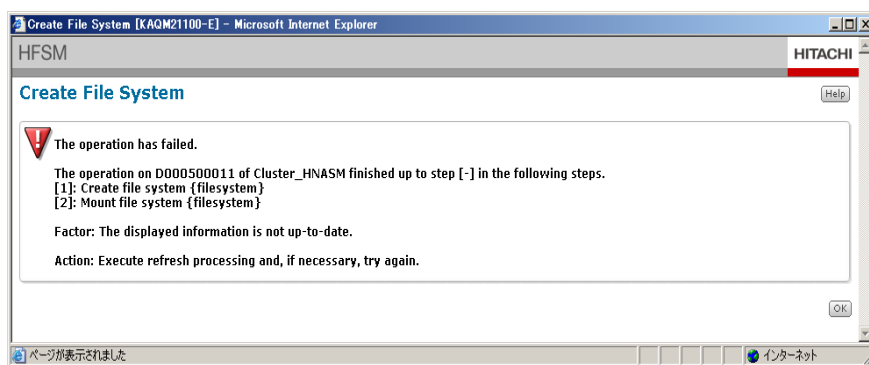 Create File System [KAQM21100-E] - Microsoft Internet Explorer
HFSM
HITACHI
Create File System
Help
The operation has failed.
The operation on D000500011 of Cluster_HNASM finished up to step [-] in the following steps.
[1]: Create file system {filesystem}
[2]: Mount file system {filesystem}
Factor: The displayed information is not up-to-date.
Action: Execute refresh processing and, if necessary, try again.
OK
ページが表示されました
インターネット